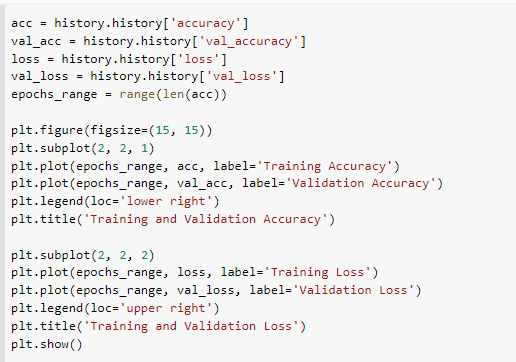 acc = history.history['accuracy']
val_acc = history.history['val_accuracy']
loss = history.history['loss']
val_loss = history.history['val_loss']
epochs_range = range(len(acc))

plt.figure(figsize=(15, 15))
plt.subplot(2, 2, 1)
plt.plot(epochs_range, acc, label='Training Accuracy')
plt.plot(epochs_range, val_acc, label='Validation Accuracy')
plt.legend(loc='lower right')
plt.title('Training and Validation Accuracy')

plt.subplot(2, 2, 2)
plt.plot(epochs_range, loss, label='Training Loss')
plt.plot(epochs_range, val_loss, label='Validation Loss')
plt.legend(loc='upper right')
plt.title('Training and Validation Loss')
plt.show()